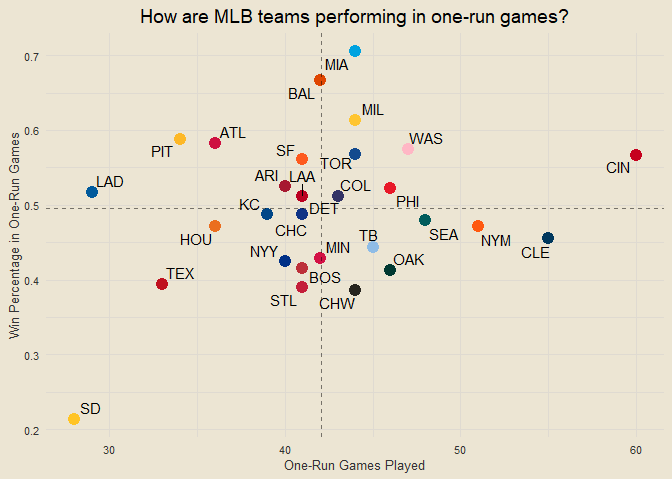 How are MLB teams performing in one-run games?
Win Percentage in One-Run Games
0.7
0.6
0.5
0.4
0.3
0.2
MIA
BAL
MIL
PIT
ATL
SF
TOR
WAS
CIN
LAD
ARI
LAA
COL
PHI
KC
DET
CHC
HOU
SEA
NYM
CLE
NYY
MIN
TB
OAK
TEX
BOS
STL
CHW
SD
30
40
50
60
One-Run Games Played